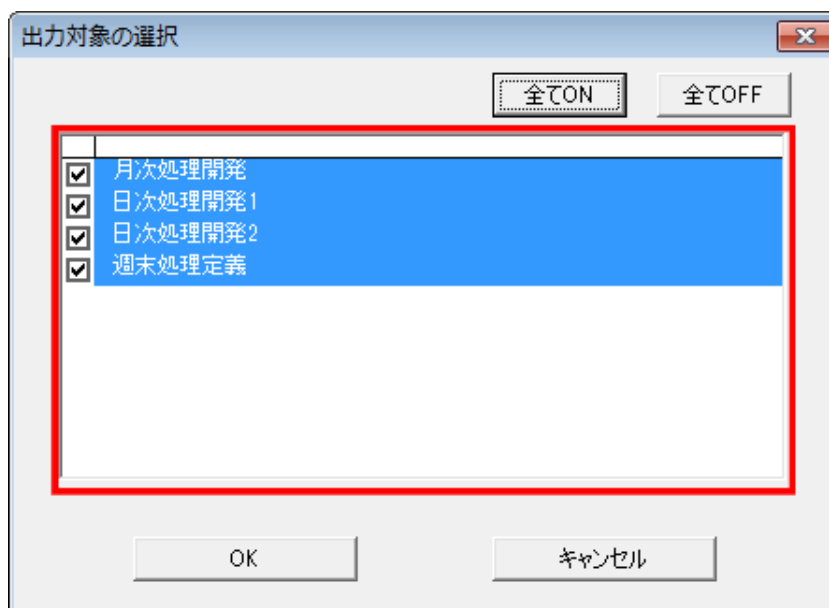 出力対象の選択
全てON 全てOFF
月次処理開発
日次処理開発1
日次処理開発2
週末処理定義
OK キャンセル